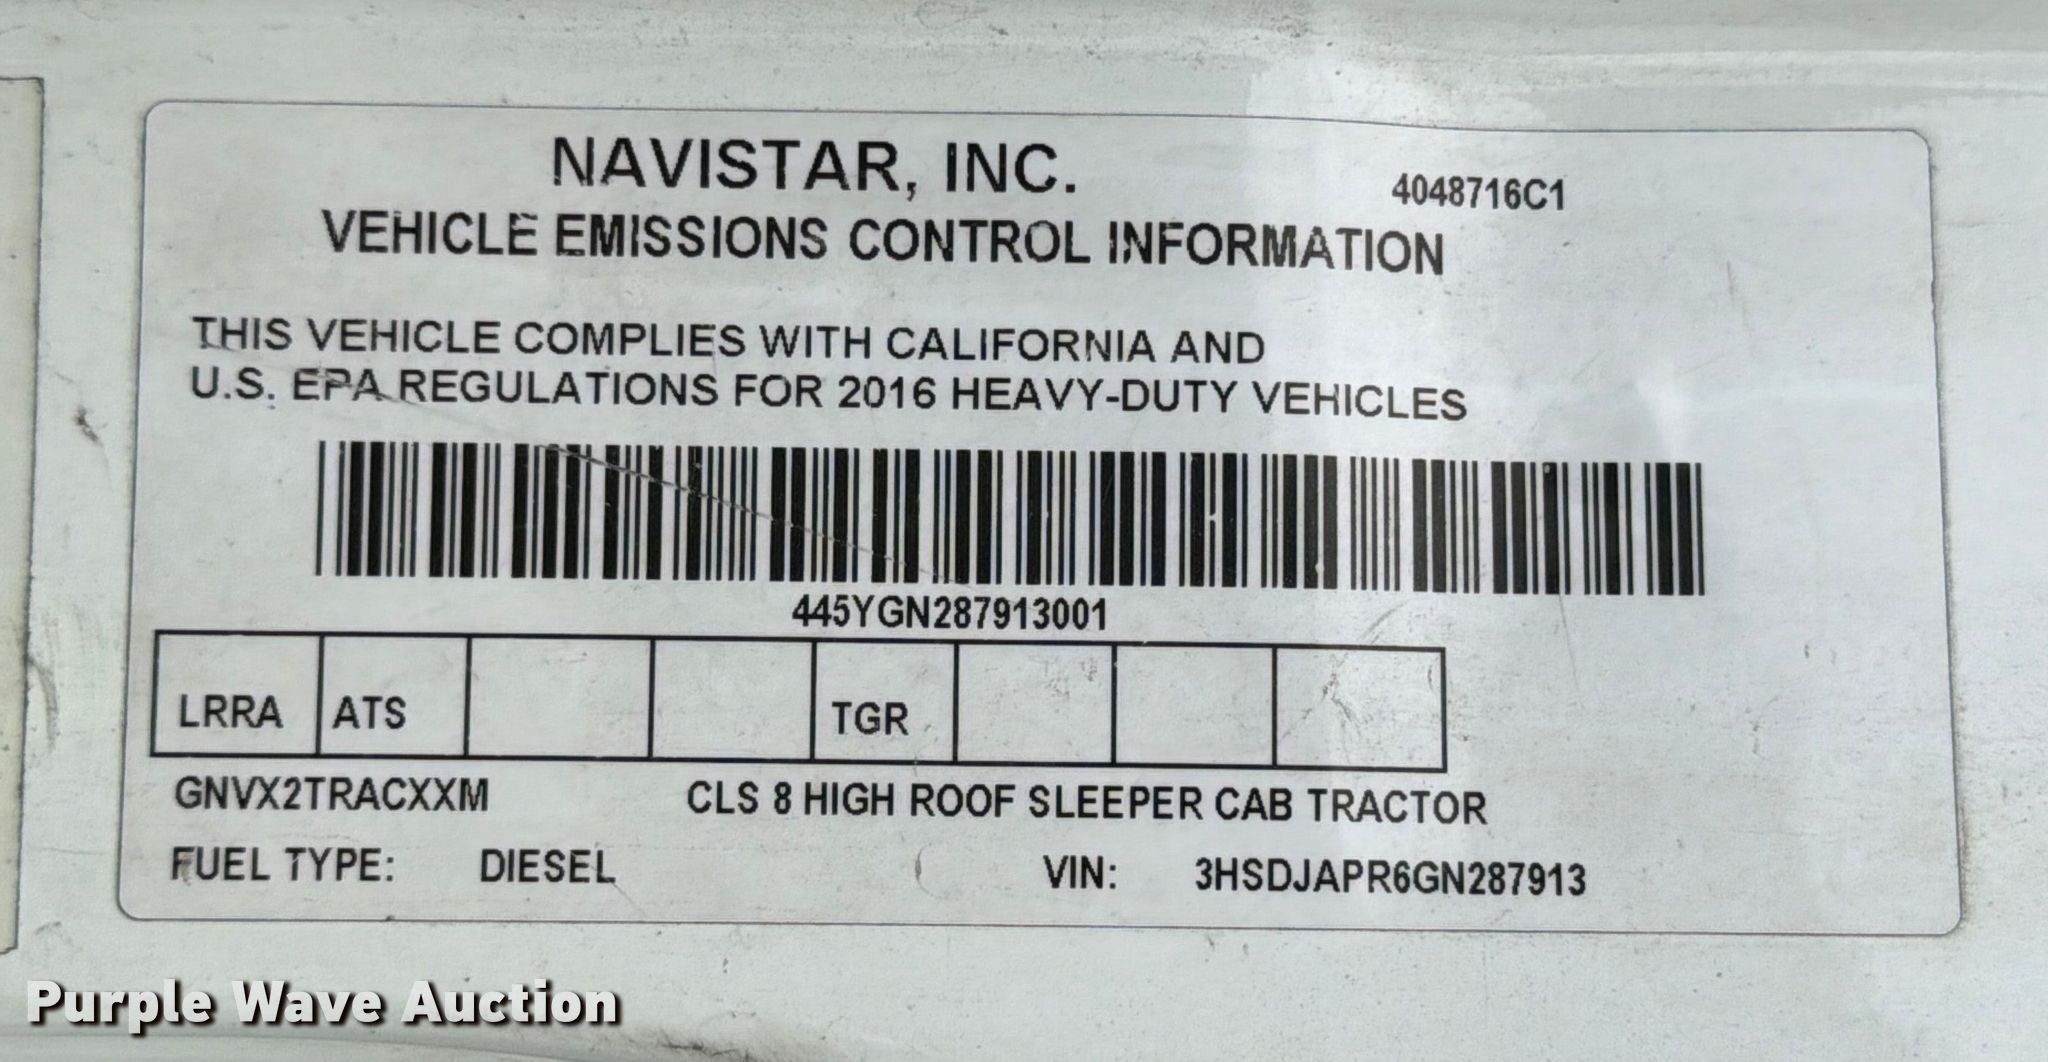 NAVISTAR, INC.
4048716C1
VEHICLE EMISSIONS CONTROL INFORMATION
THIS VEHICLE COMPLIES WITH CALIFORNIA AND
U.S. EPA REGULATIONS FOR 2016 HEAVY-DUTY VEHICLES
445YGN287913001
LRRA ATS TGR
GNVX2TRACXXM CLS 8 HIGH ROOF SLEEPER CAB TRACTOR
FUEL TYPE: DIESEL VIN: 3HSDJAPR6GN287913
Purple Wave Auction